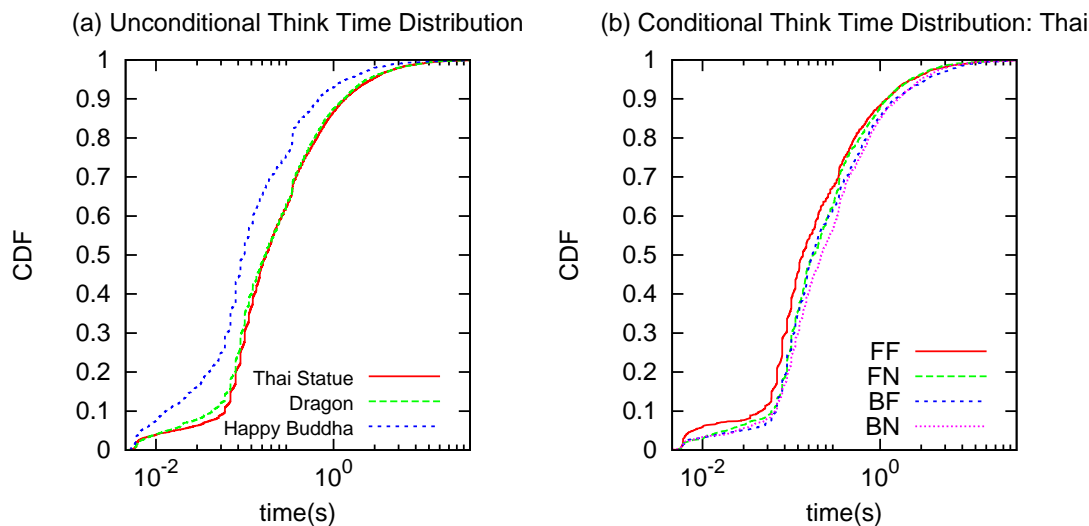 (a) Unconditional Think Time Distribution
1
0.9
0.8
0.7
0.6
0.5
0.4
0.3
0.2
0.1
0
CDF
Thai Statue
Dragon
Happy Buddha
10^-2
10^0
time(s)
(b) Conditional Think Time Distribution: Thai
1
0.9
0.8
0.7
0.6
0.5
0.4
0.3
0.2
0.1
0
CDF
FF
FN
BF
BN
10^-2
10^0
time(s)